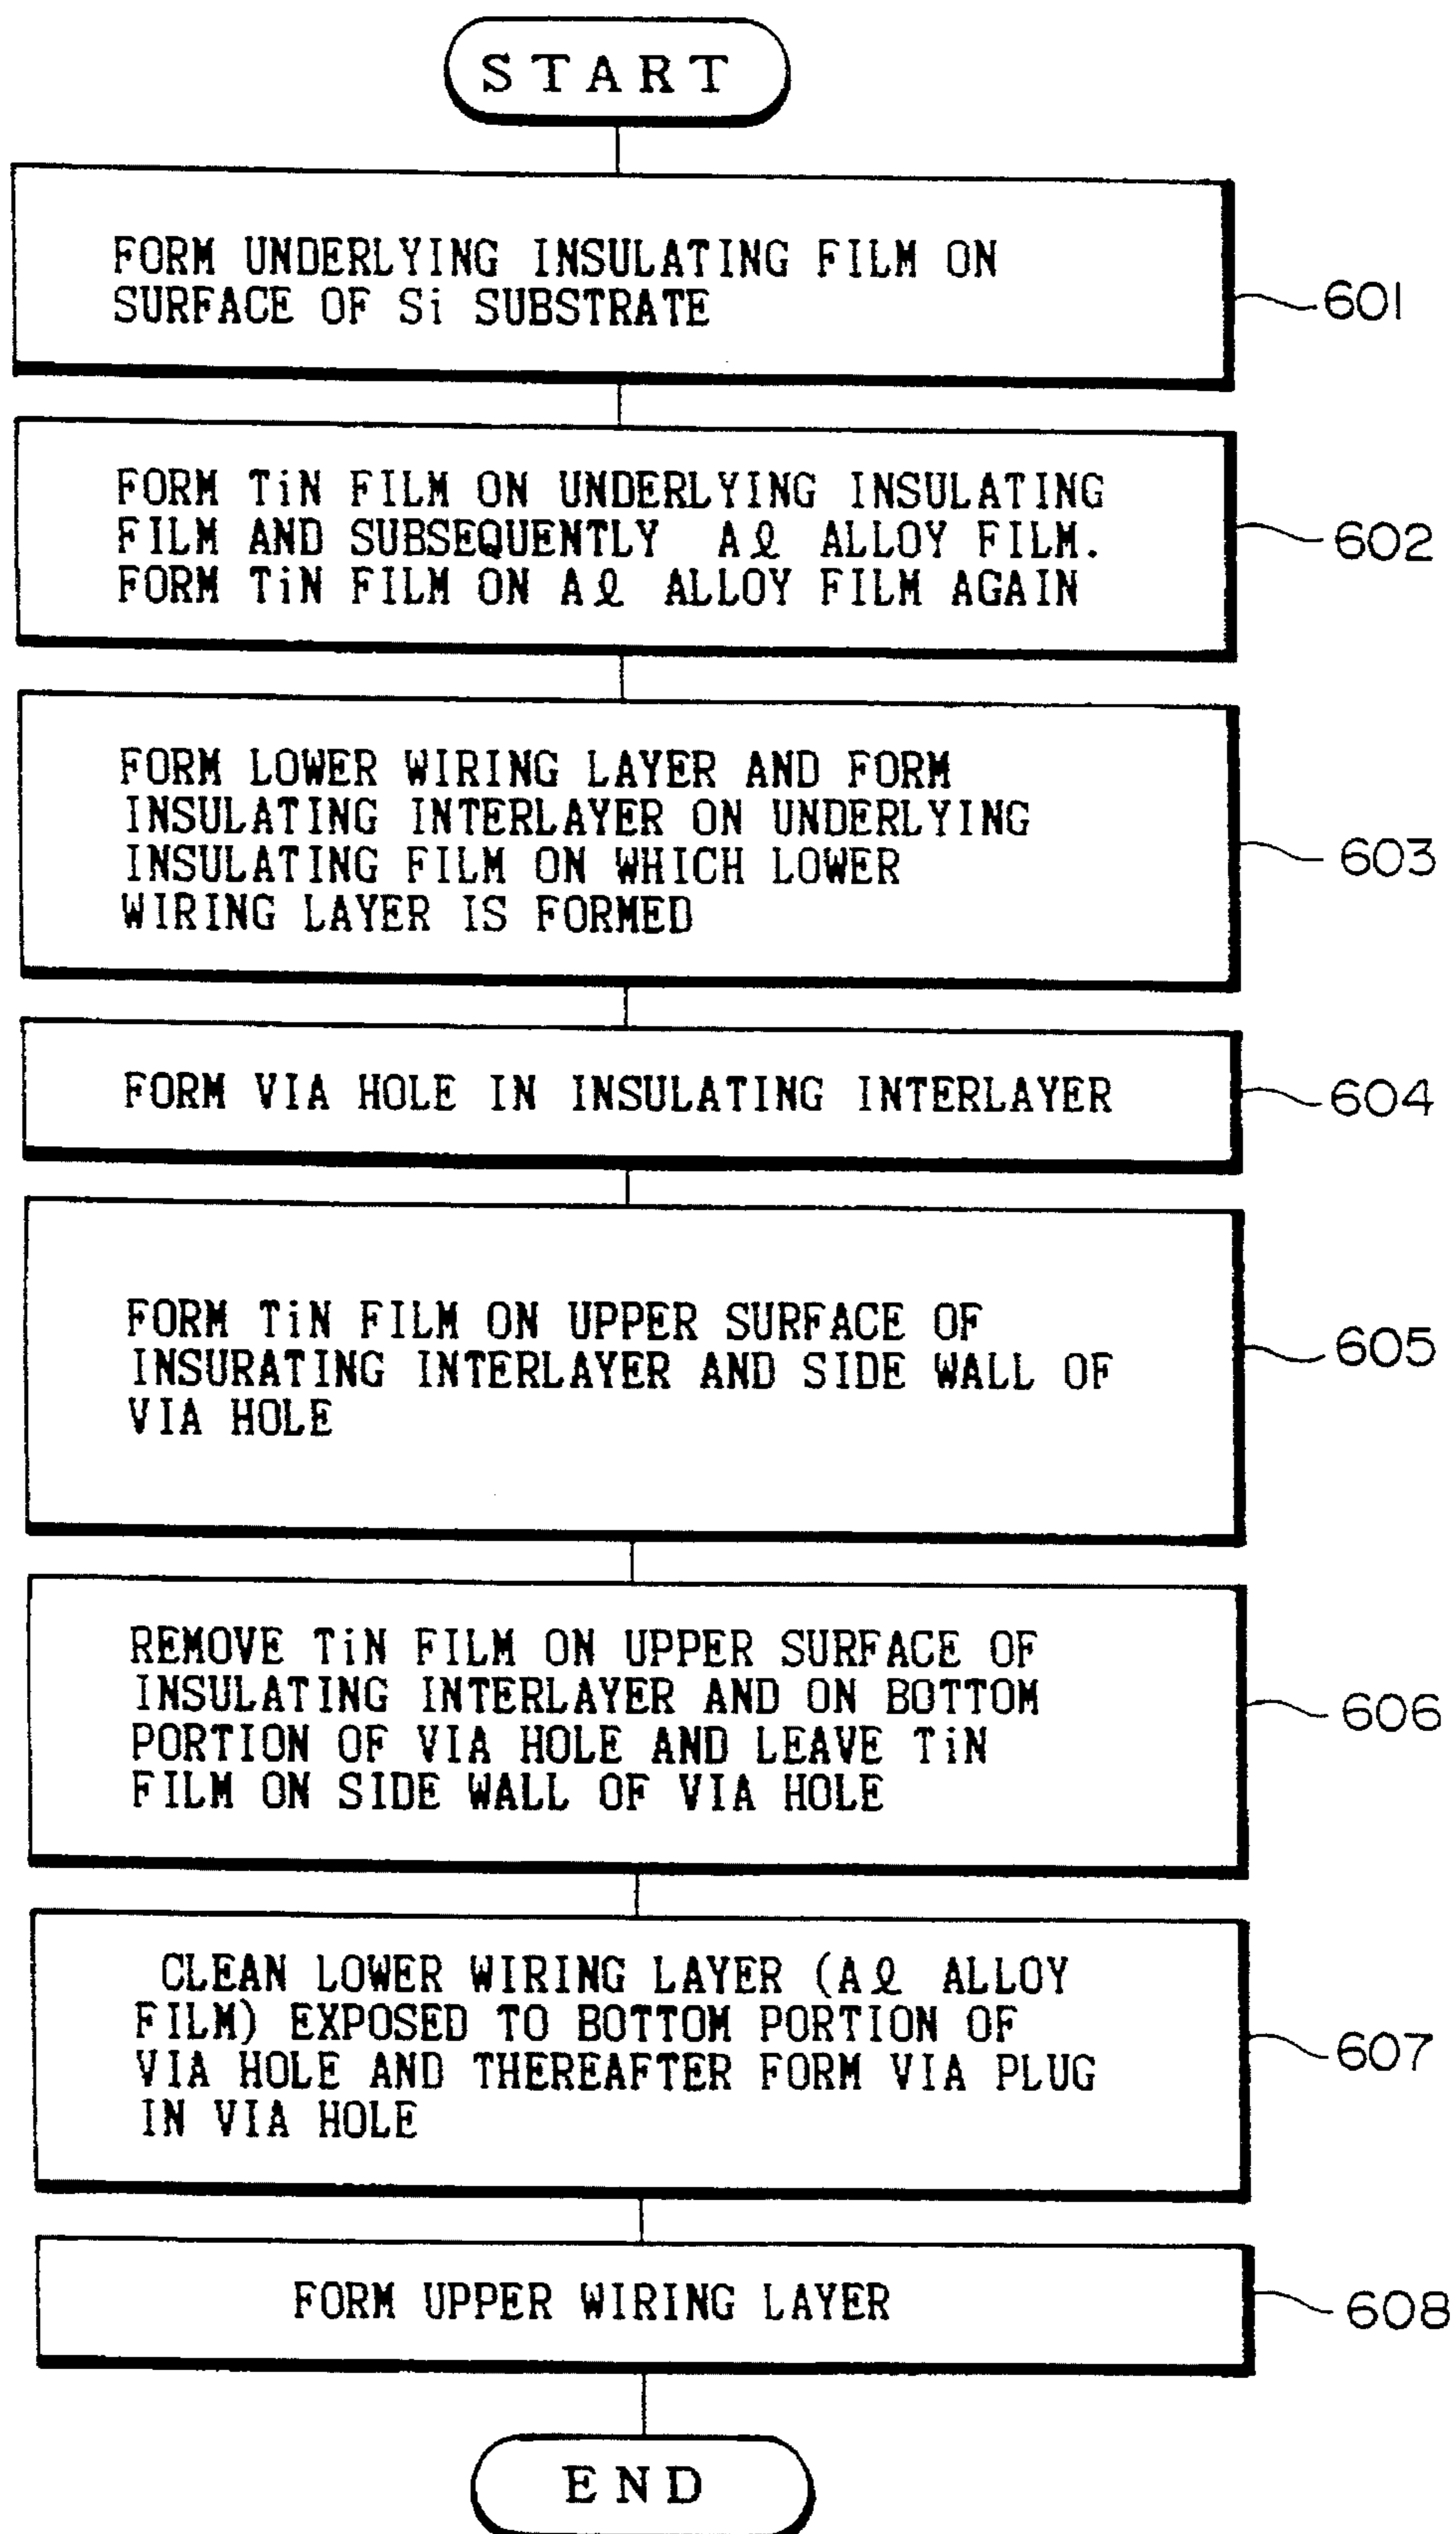 START
FORM UNDERLYING INSULATING FILM ON
SURFACE OF Si SUBSTRATE
601
FORM TiN FILM ON UNDERLYING INSULATING
FILM AND SUBSEQUENTLY Aℓ ALLOY FILM.
FORM TiN FILM ON Aℓ ALLOY FILM AGAIN
602
FORM LOWER WIRING LAYER AND FORM
INSULATING INTERLAYER ON UNDERLYING
INSULATING FILM ON WHICH LOWER
WIRING LAYER IS FORMED
603
FORM VIA HOLE IN INSULATING INTERLAYER
604
FORM TiN FILM ON UPPER SURFACE OF
INSURATING INTERLAYER AND SIDE WALL OF
VIA HOLE
605
REMOVE TiN FILM ON UPPER SURFACE OF
INSULATING INTERLAYER AND ON BOTTOM
PORTION OF VIA HOLE AND LEAVE TiN
FILM ON SIDE WALL OF VIA HOLE
606
CLEAN LOWER WIRING LAYER (Aℓ ALLOY
FILM) EXPOSED TO BOTTOM PORTION OF
VIA HOLE AND THEREAFTER FORM VIA PLUG
IN VIA HOLE
607
FORM UPPER WIRING LAYER
608
END